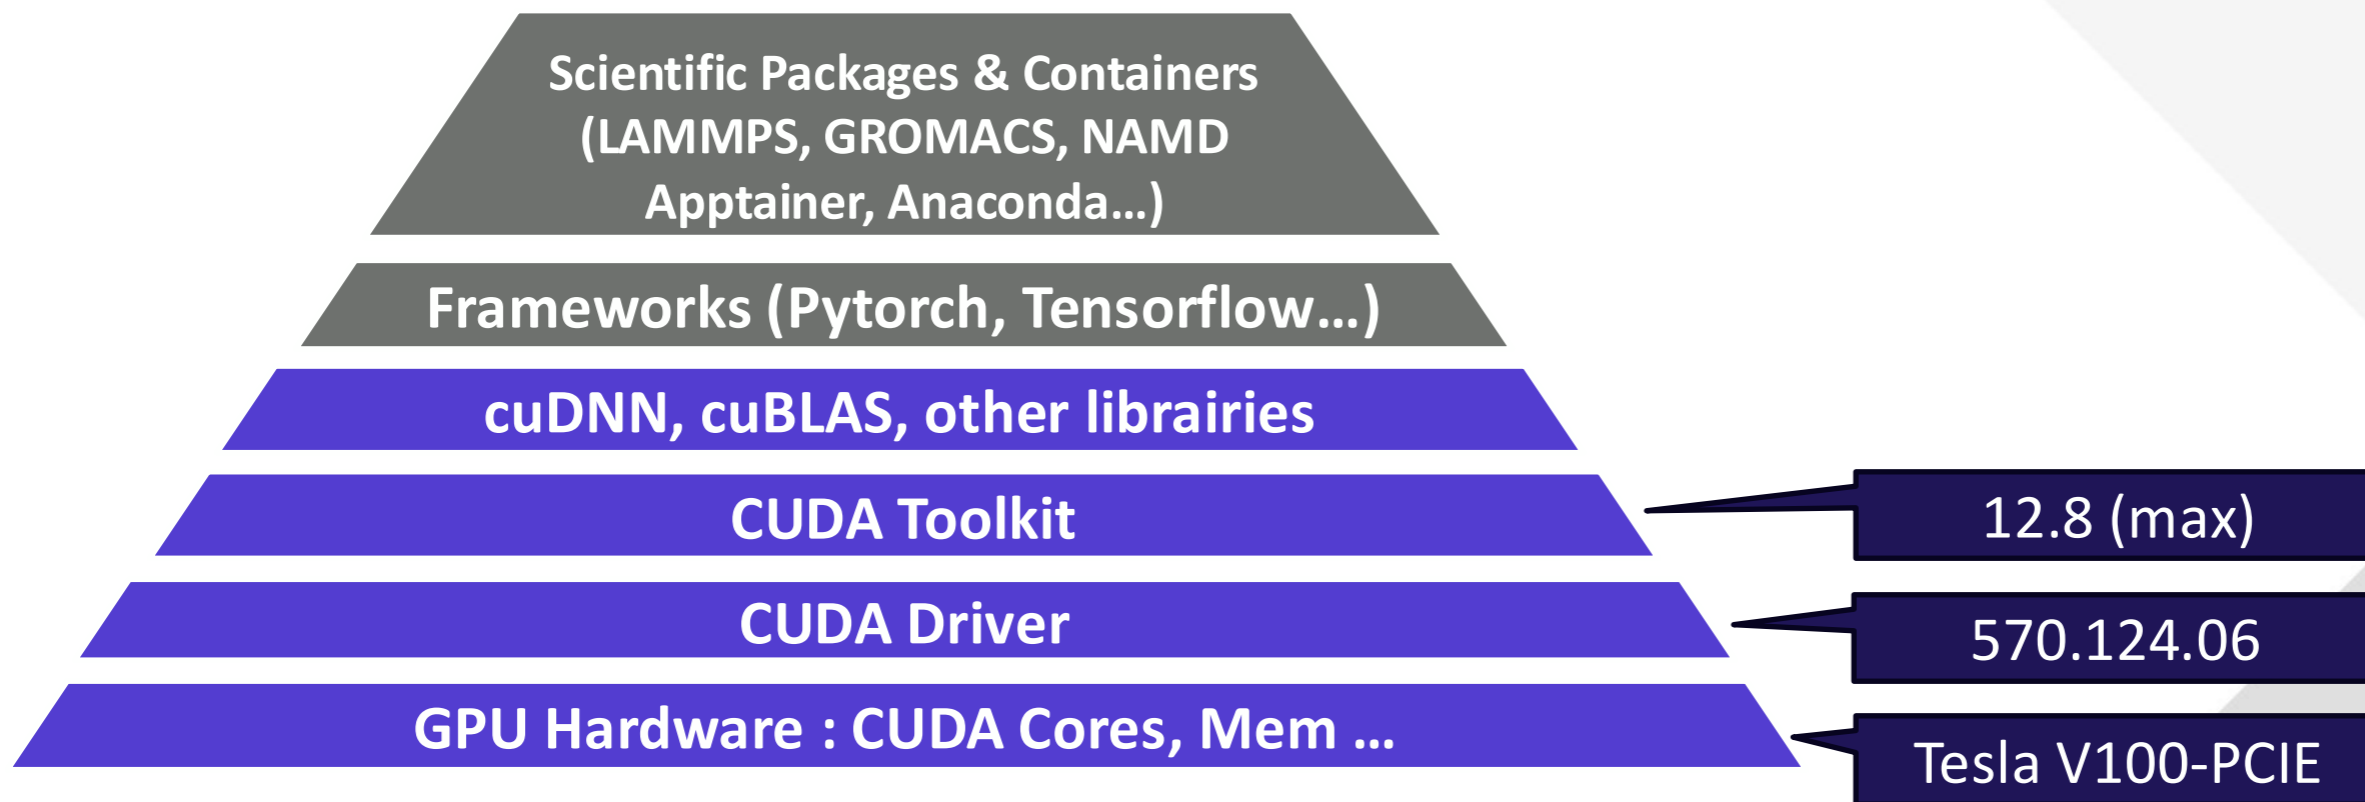 Scientific Packages & Containers
(LAMMPS, GROMACS, NAMD
Apptainer, Anaconda...)
Frameworks (Pytorch, Tensorflow...)
cuDNN, cuBLAS, other librairies
CUDA Toolkit
12.8 (max)
CUDA Driver
570.124.06
GPU Hardware : CUDA Cores, Mem ...
Tesla V100-PCIE